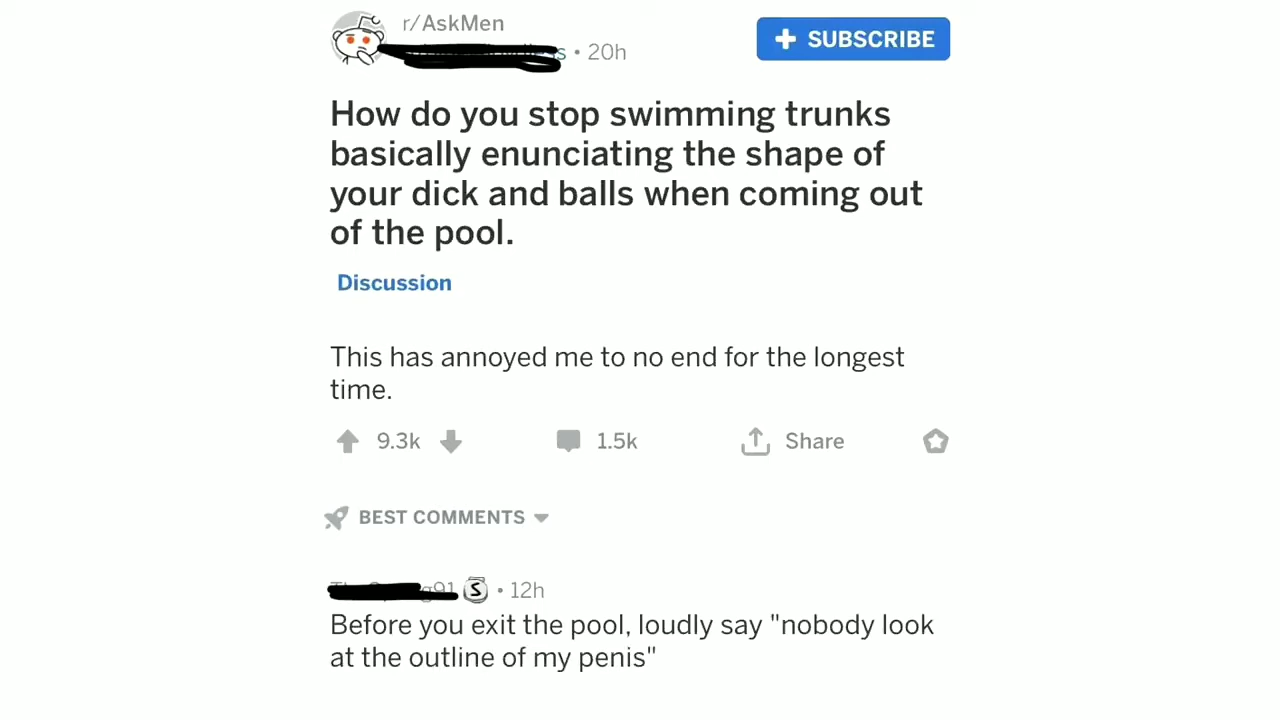 r/AskMen
• 20h
+ SUBSCRIBE
How do you stop swimming trunks
basically enunciating the shape of
your dick and balls when coming out
of the pool.
Discussion
This has annoyed me to no end for the longest
time.
9.3k
1.5k
Share
BEST COMMENTS
S • 12h
Before you exit the pool, loudly say "nobody look
at the outline of my penis"